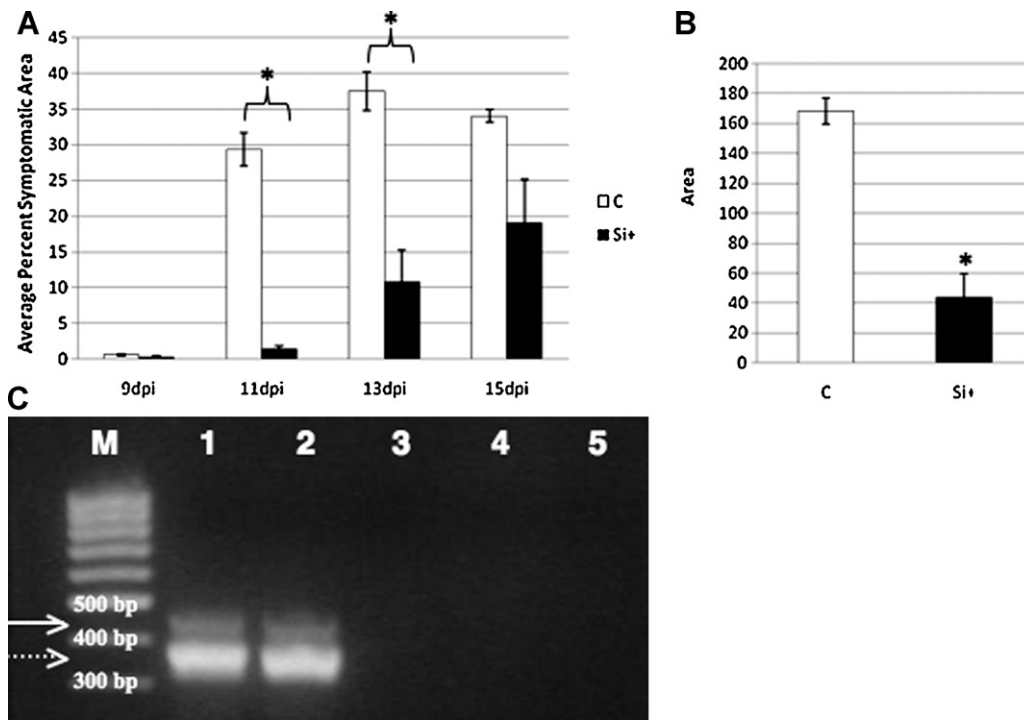 A
Average Percent Symptomatic Area
45
40
35
30
25
20
15
10
5
0
*
*
9dpi 11dpi 13dpi 15dpi
C
Si+
B
Area
200
180
160
140
120
100
80
60
40
20
0
*
C Si+
C
M 1 2 3 4 5
500 bp
400 bp
300 bp